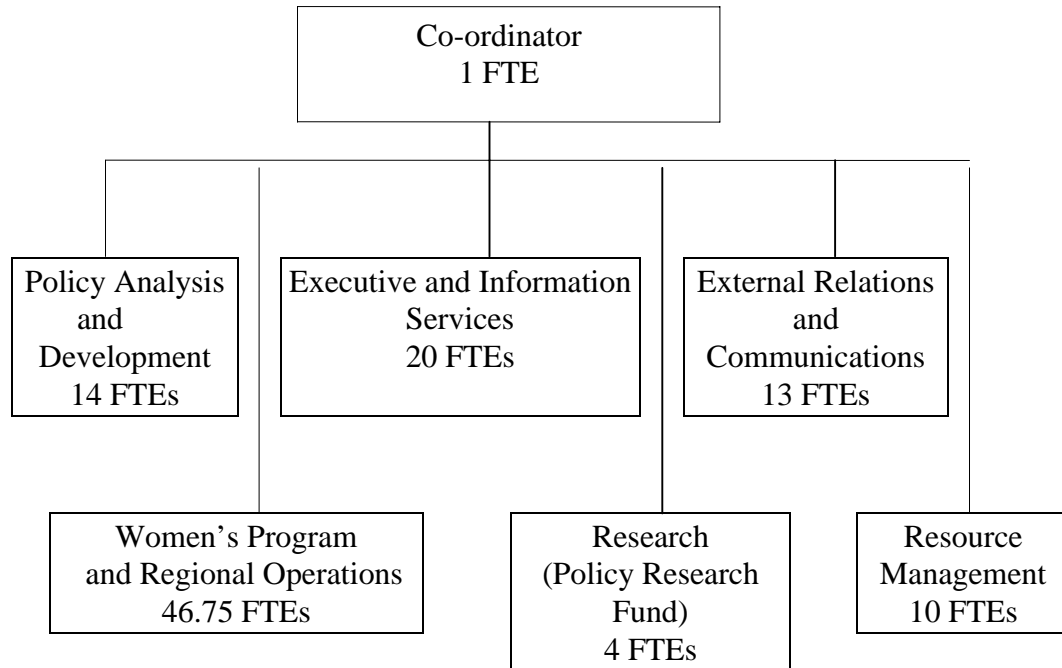 Co-ordinator
1 FTE
Policy Analysis
and
Development
14 FTEs
Executive and Information
Services
20 FTEs
External Relations
and
Communications
13 FTEs
Women’s Program
and Regional Operations
46.75 FTEs
Research
(Policy Research
Fund)
4 FTEs
Resource
Management
10 FTEs